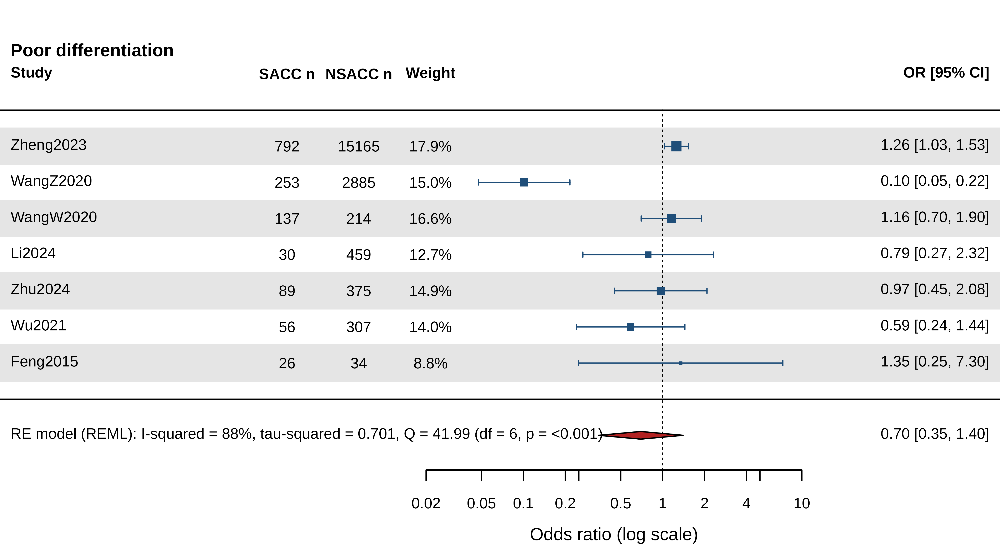 Poor differentiation
Study SACC n NSACC n Weight OR [95% CI]
Zheng2023 792 15165 17.9% 1.26 [1.03, 1.53]
WangZ2020 253 2885 15.0% 0.10 [0.05, 0.22]
WangW2020 137 214 16.6% 1.16 [0.70, 1.90]
Li2024 30 459 12.7% 0.79 [0.27, 2.32]
Zhu2024 89 375 14.9% 0.97 [0.45, 2.08]
Wu2021 56 307 14.0% 0.59 [0.24, 1.44]
Feng2015 26 34 8.8% 1.35 [0.25, 7.30]
RE model (REML): I-squared = 88%, tau-squared = 0.701, Q = 41.99 (df = 6, p = <0.001) 0.70 [0.35, 1.40]
0.02 0.05 0.1 0.2 0.5 1 2 4 10
Odds ratio (log scale)